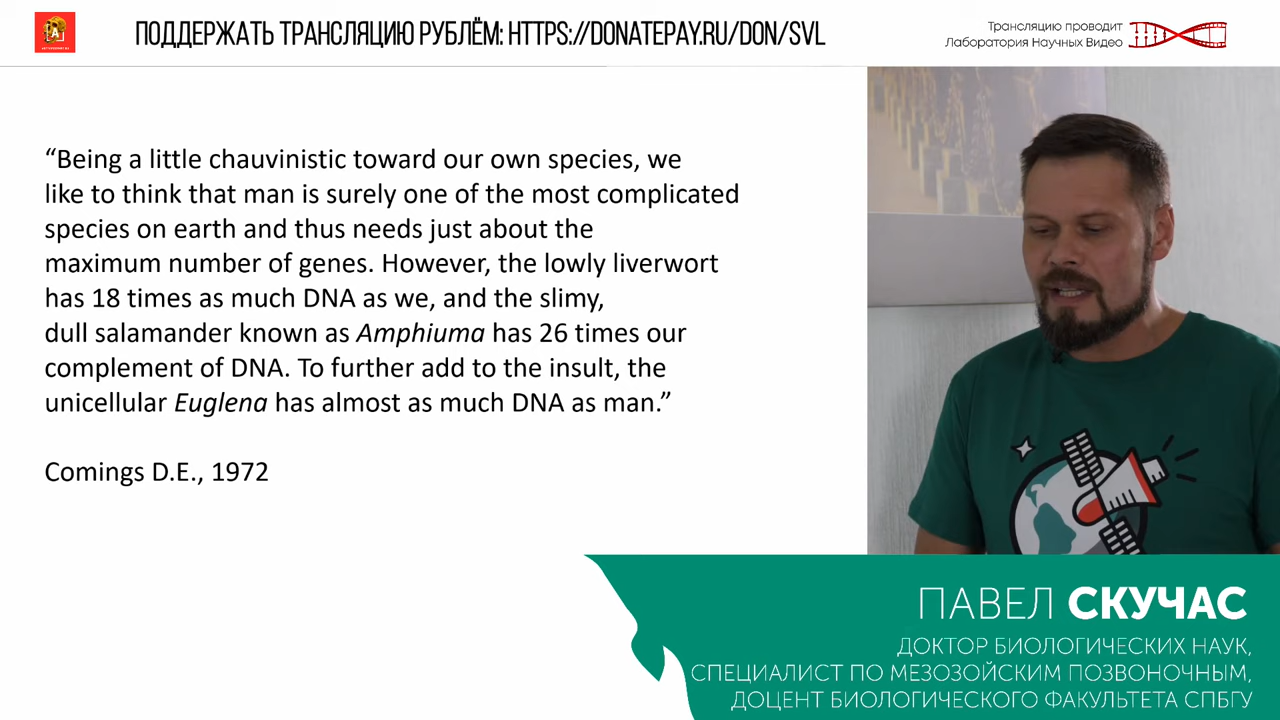 ПОДДЕРЖАТЬ ТРАНСЛЯЦИЮ РУБЛЁМ: HTTPS://DONATEPAY.RU/DON/SVL
Трансляцию проводит
Лаборатория Научных Видео
“Being a little chauvinistic toward our own species, we
like to think that man is surely one of the most complicated
species on earth and thus needs just about the
maximum number of genes. However, the lowly liverwort
has 18 times as much DNA as we, and the slimy,
dull salamander known as Amphiuma has 26 times our
complement of DNA. To further add to the insult, the
unicellular Euglena has almost as much DNA as man.”
Comings D.E., 1972
ПАВЕЛ СКУЧАС
ДОКТОР БИОЛОГИЧЕСКИХ НАУК,
СПЕЦИАЛИСТ ПО МЕЗОЗОЙСКИМ ПОЗВОНОЧНЫМ,
ДОЦЕНТ БИОЛОГИЧЕСКОГО ФАКУЛЬТЕТА СПБГУ